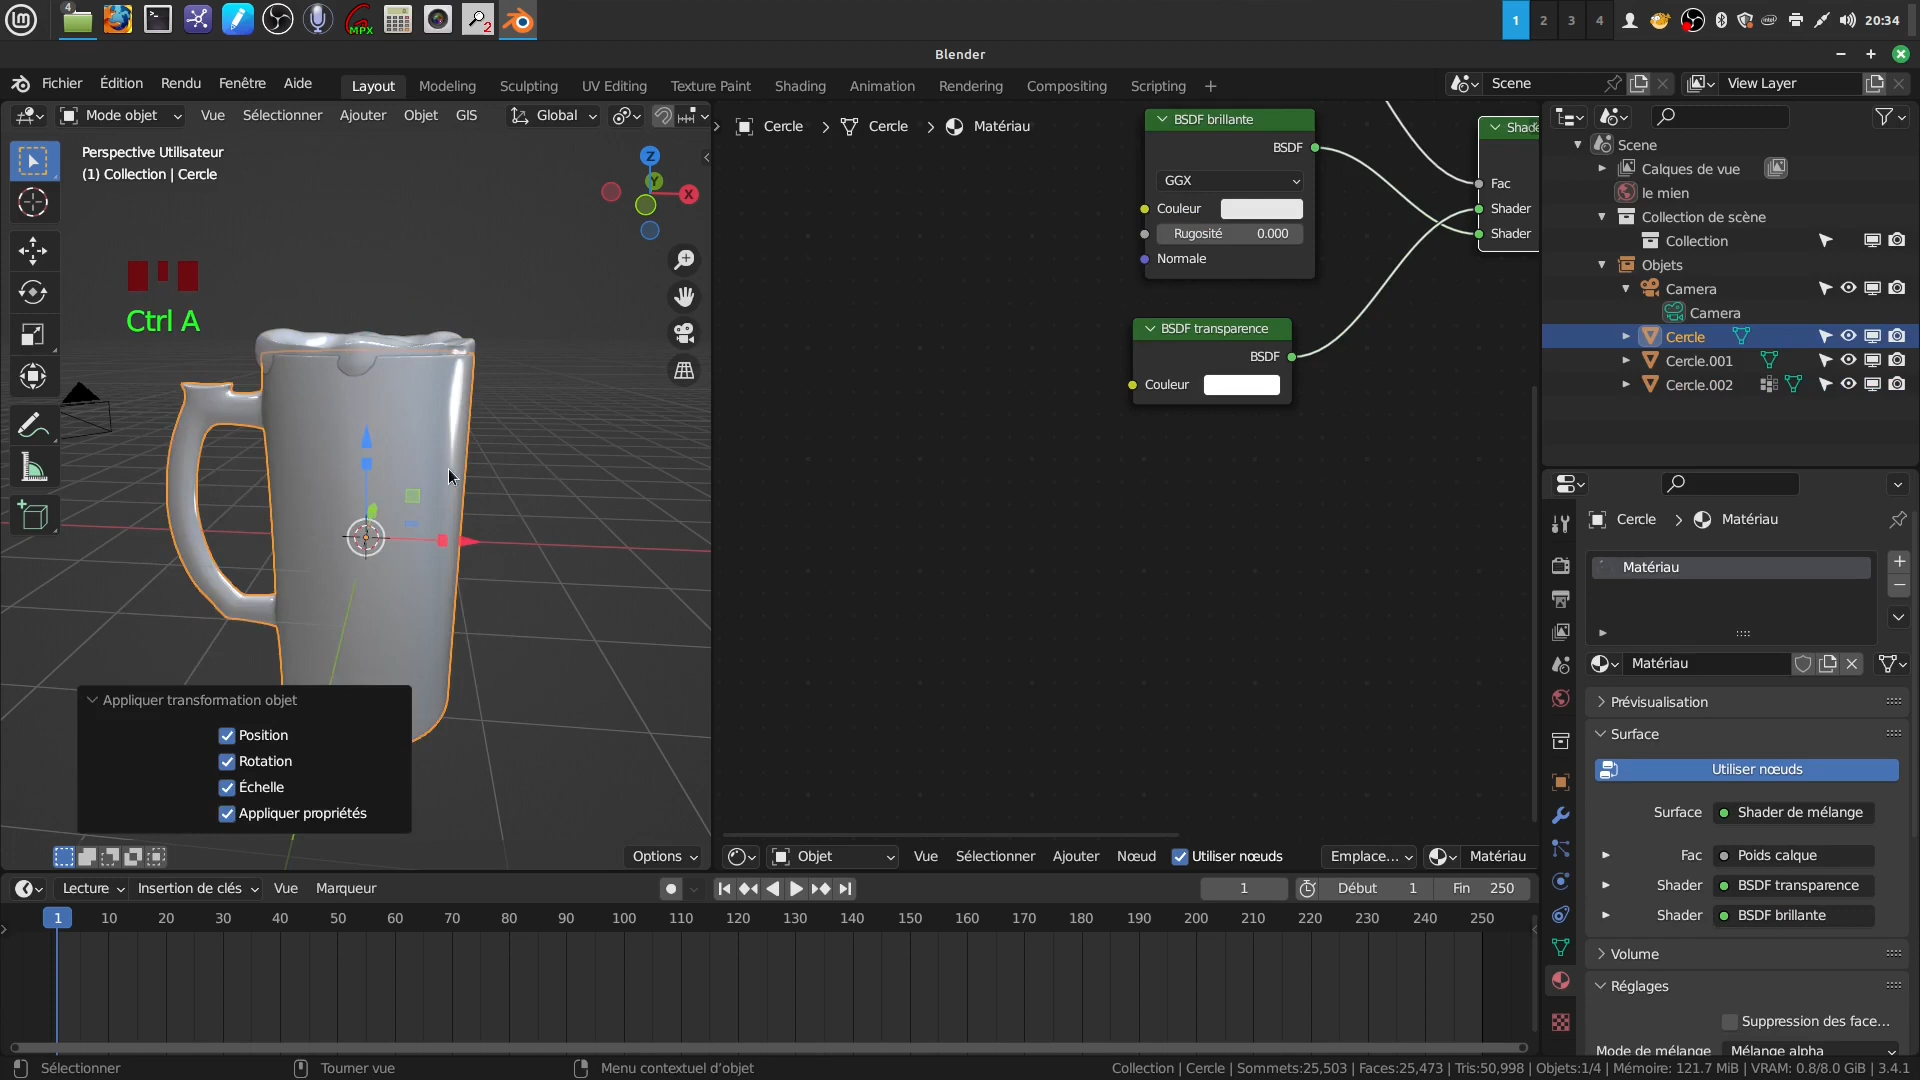 4
MPX
2
1 2 3 4
20:34
Blender
Fichier Édition Rendu Fenêtre Aide
Layout Modeling Sculpting UV Editing Texture Paint Shading Animation Rendering Compositing Scripting
Scene
View Layer
Mode objet Vue Sélectionner Ajouter Objet GIS Global
Perspective Utilisateur
(1) Collection | Cercle
Z
Y
X
Ctrl A
Appliquer transformation objet
Position
Rotation
Échelle
Appliquer propriétés
Options
Cercle Cercle Matériau
BSDF brillante
BSDF
GGX
Couleur
Rugosité 0.000
Normale
BSDF transparence
BSDF
Couleur
Fac
Shader
Shader
Objet Vue Sélectionner Ajouter Nœud Utiliser nœuds Emplace... Matériau
Scene
Calques de vue
le mien
Collection de scène
Collection
Objets
Camera
Camera
Cercle
Cercle.001
Cercle.002
Cercle Matériau
Matériau
Matériau
Prévisualisation
Surface
Utiliser nœuds
Surface Shader de mélange
Fac Poids calque
Shader BSDF transparence
Shader BSDF brillante
Volume
Réglages
Suppression des face...
Mode de mélange Mélange alpha
Lecture Insertion de clés Vue Marqueur
1 Début 1 Fin 250
1 10 20 30 40 50 60 70 80 90 100 110 120 130 140 150 160 170 180 190 200 210 220 230 240 250
Sélectionner Tourner vue Menu contextuel d’objet
Collection | Cercle | Sommets:25,503 | Faces:25,473 | Tris:50,998 | Objets:1/4 | Mémoire: 121.7 MiB | VRAM: 0.8/8.0 GiB | 3.4.1